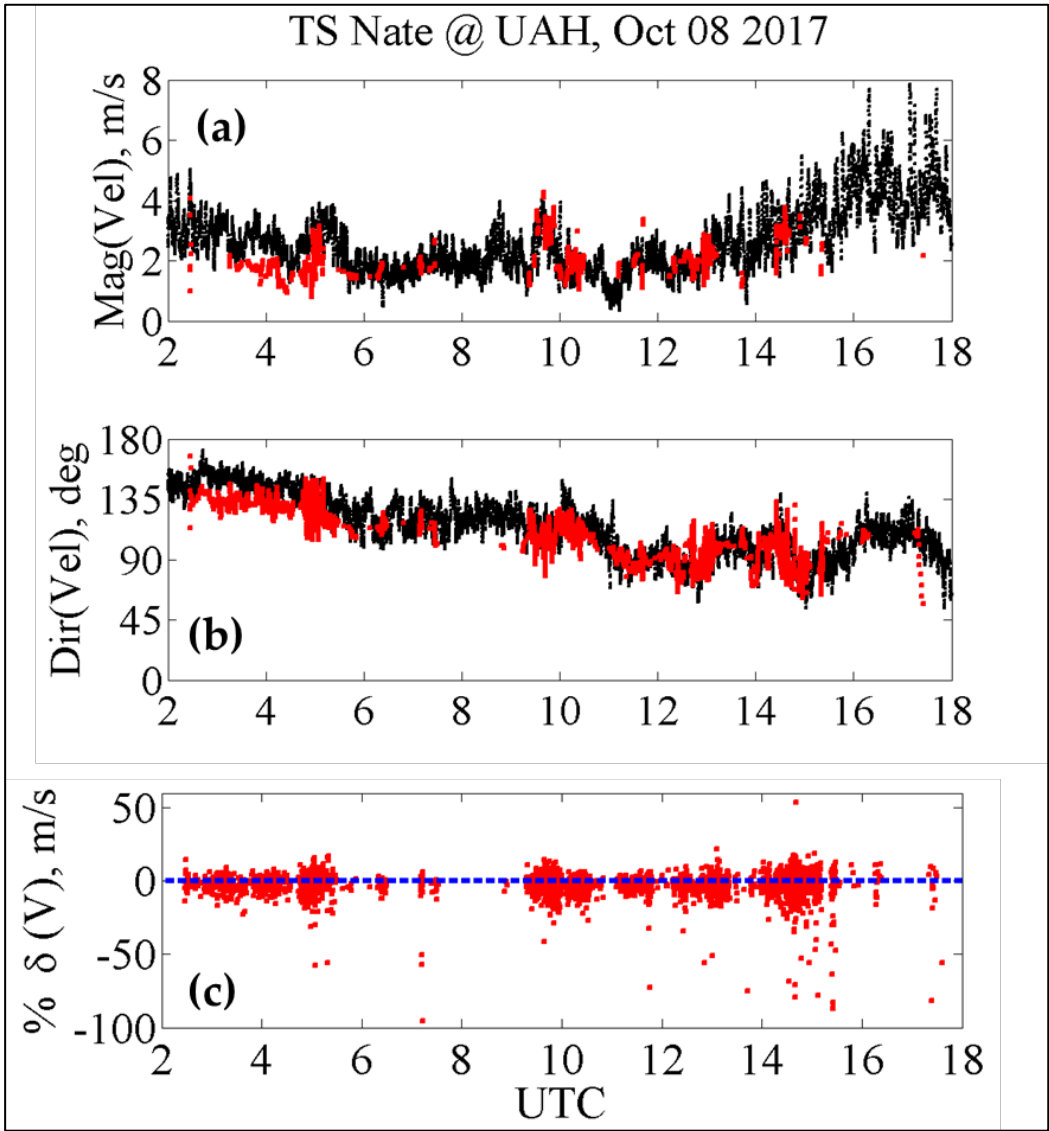 TS Nate @ UAH, Oct 08 2017
Mag(Vel), m/s
8
6
4
2
0
(a)
2 4 6 8 10 12 14 16 18
Dir(Vel), deg
180
135
90
45
0
(b)
2 4 6 8 10 12 14 16 18
% δ (V), m/s
50
0
-50
-100
(c)
2 4 6 8 10 12 14 16 18
UTC